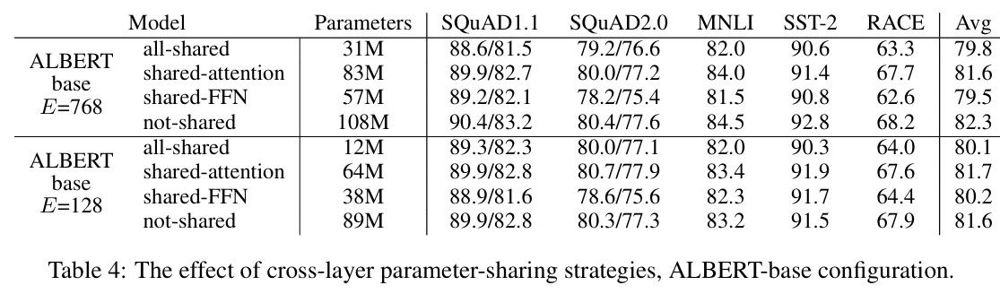 Model Parameters SQuAD1.1 SQuAD2.0 MNLI SST-2 RACE Avg
ALBERT base E=768
all-shared 31M 88.6/81.5 79.2/76.6 82.0 90.6 63.3 79.8
shared-attention 83M 89.9/82.7 80.0/77.2 84.0 91.4 67.7 81.6
shared-FFN 57M 89.2/82.1 78.2/75.4 81.5 90.8 62.6 79.5
not-shared 108M 90.4/83.2 80.4/77.6 84.5 92.8 68.2 82.3
ALBERT base E=128
all-shared 12M 89.3/82.3 80.0/77.1 82.0 90.3 64.0 80.1
shared-attention 64M 89.9/82.8 80.7/77.9 83.4 91.9 67.6 81.7
shared-FFN 38M 88.9/81.6 78.6/75.6 82.3 91.7 64.4 80.2
not-shared 89M 89.9/82.8 80.3/77.3 83.2 91.5 67.9 81.6
Table 4: The effect of cross-layer parameter-sharing strategies, ALBERT-base configuration.